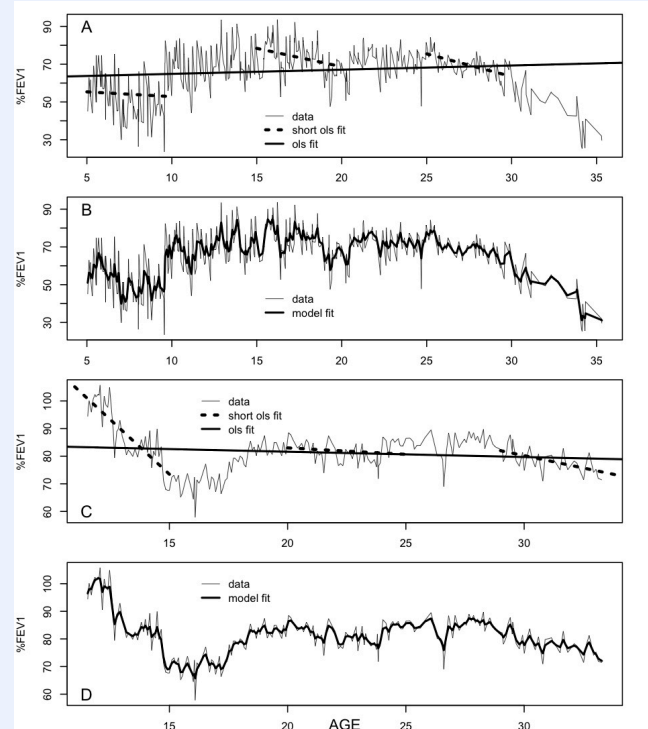 A
%FEV1
90
70
50
30
data
short ols fit
ols fit
5 10 15 20 25 30 35
B
%FEV1
90
70
50
30
data
model fit
5 10 15 20 25 30 35
%FEV1
100
90
80
70
60
data
short ols fit
ols fit
C
15 20 25 30
%FEV1
100
90
80
70
60
data
model fit
D
15 20 25 30
AGE